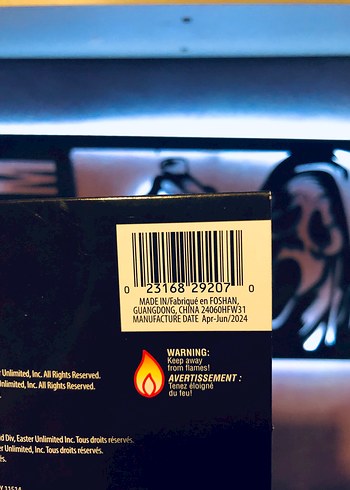 0 23168 29207 0
MADE IN/Fabriqué en FOSHAN,
GUANGDONG, CHINA 24060HFW31
MANUFACTURE DATE Apr-Jun/2024
WARNING:
Keep away
from flames!
AVERTISSEMENT :
Tenez éloigné
du feu!
Unlimited, Inc. All Rights Reserved.
Unlimited, Inc. All Rights Reserved.
d Div, Easter Unlimited Inc. Tous droits réservés.
er Unlimited, Inc. Tous droits réservés.
és.